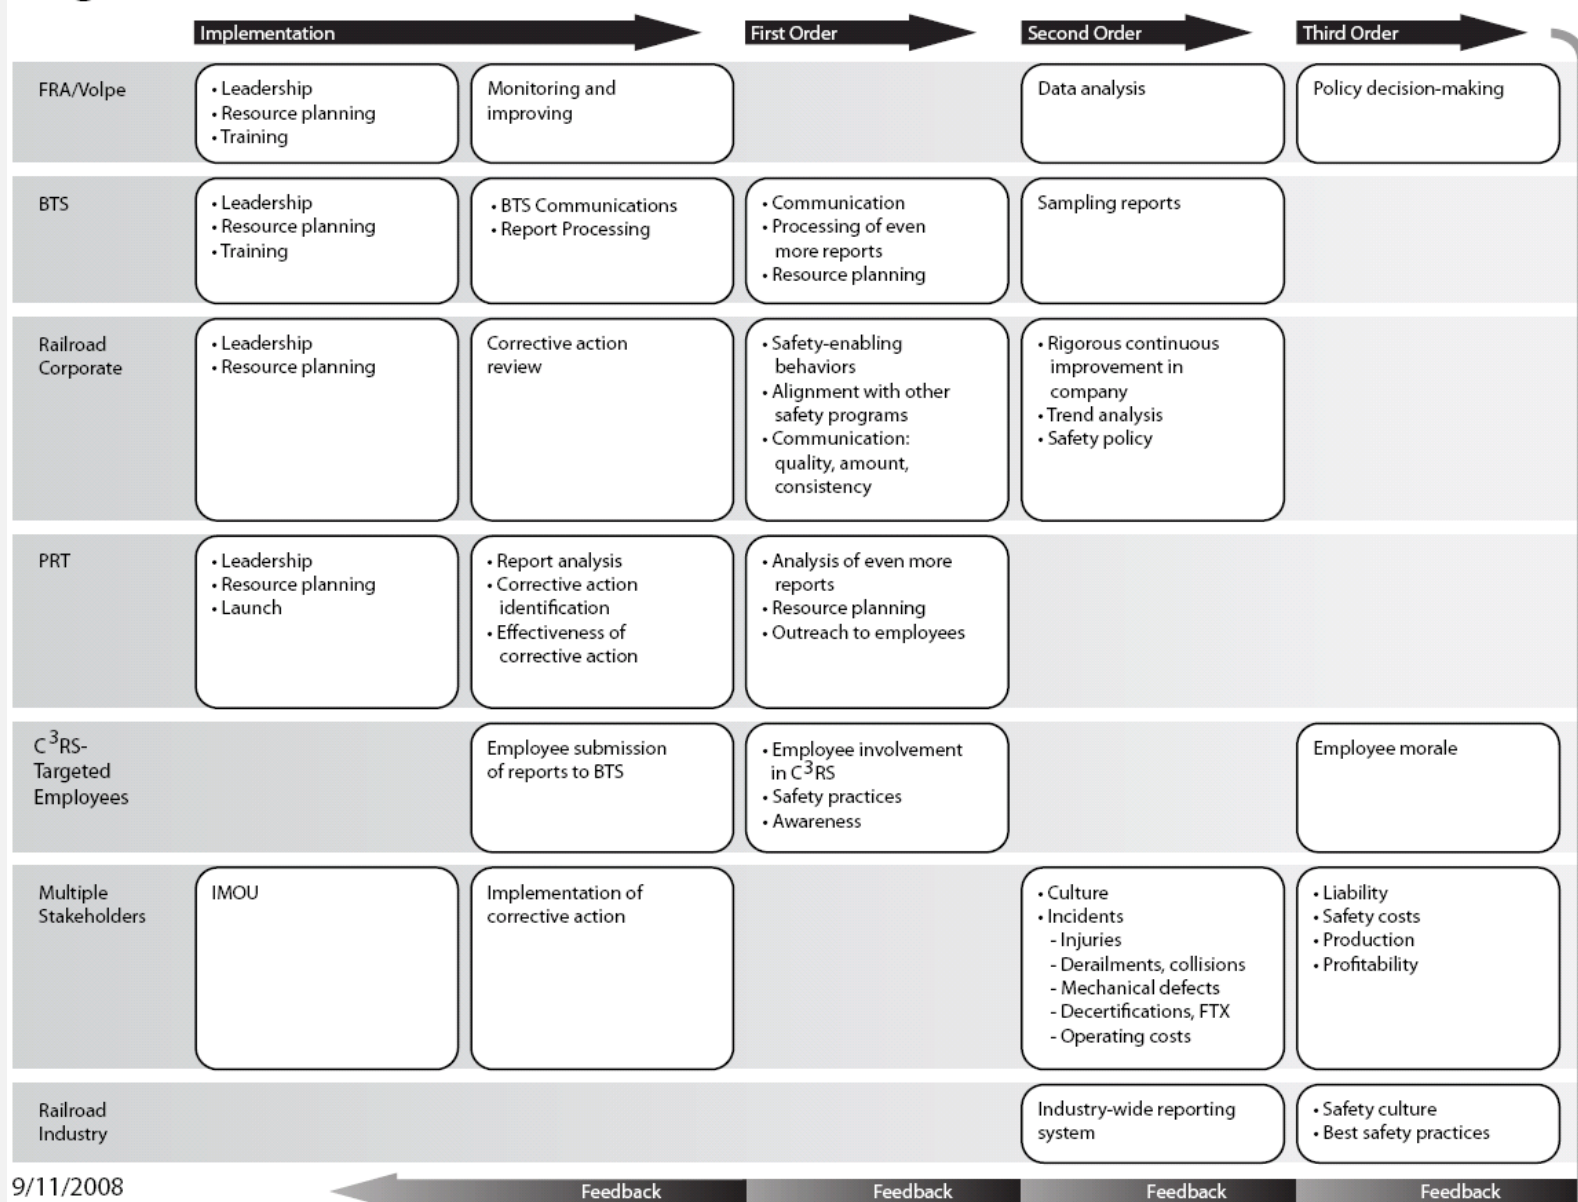 Implementation
First Order
Second Order
Third Order
FRA/Volpe
• Leadership
• Resource planning
• Training
Monitoring and
improving
Data analysis
Policy decision-making
BTS
• Leadership
• Resource planning
• Training
• BTS Communications
• Report Processing
• Communication
• Processing of even
more reports
• Resource planning
Sampling reports
Railroad
Corporate
• Leadership
• Resource planning
Corrective action
review
• Safety-enabling
behaviors
• Alignment with other
safety programs
• Communication:
quality, amount,
consistency
• Rigorous continuous
improvement in
company
• Trend analysis
• Safety policy
PRT
• Leadership
• Resource planning
• Launch
• Report analysis
• Corrective action
identification
• Effectiveness of
corrective action
• Analysis of even more
reports
• Resource planning
• Outreach to employees
C³RS-
Targeted
Employees
Employee submission
of reports to BTS
• Employee involvement
in C³RS
• Safety practices
• Awareness
Employee morale
Multiple
Stakeholders
IMOU
Implementation of
corrective action
• Culture
• Incidents
- Injuries
- Derailments, collisions
- Mechanical defects
- Decertifications, FTX
- Operating costs
• Liability
• Safety costs
• Production
• Profitability
Railroad
Industry
Industry-wide reporting
system
• Safety culture
• Best safety practices
9/11/2008
Feedback
Feedback
Feedback
Feedback